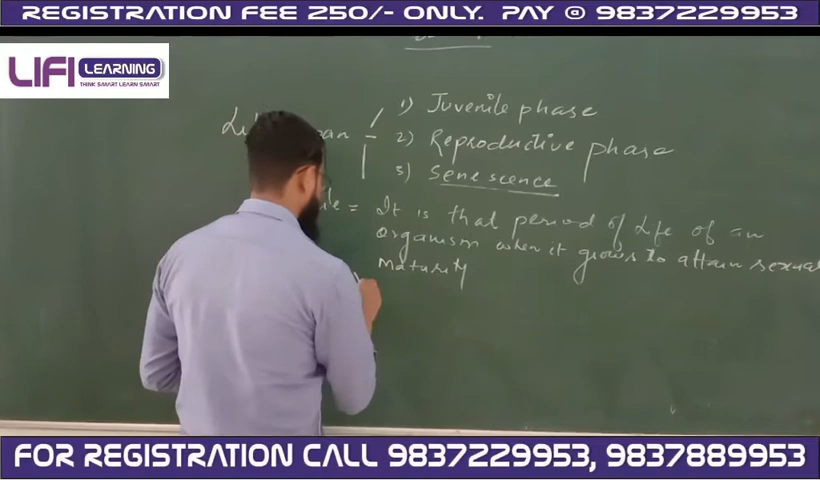 REGISTRATION FEE 250/- ONLY. PAY @ 9837229953
LIFI LEARNING
THINK SMART LEARN SMART
1) Juvenile phase
2) Reproductive phase
3) Senescence
= It is that period of Life of an
organism when it grows to attain sexual
maturity
FOR REGISTRATION CALL 9837229953, 9837889953